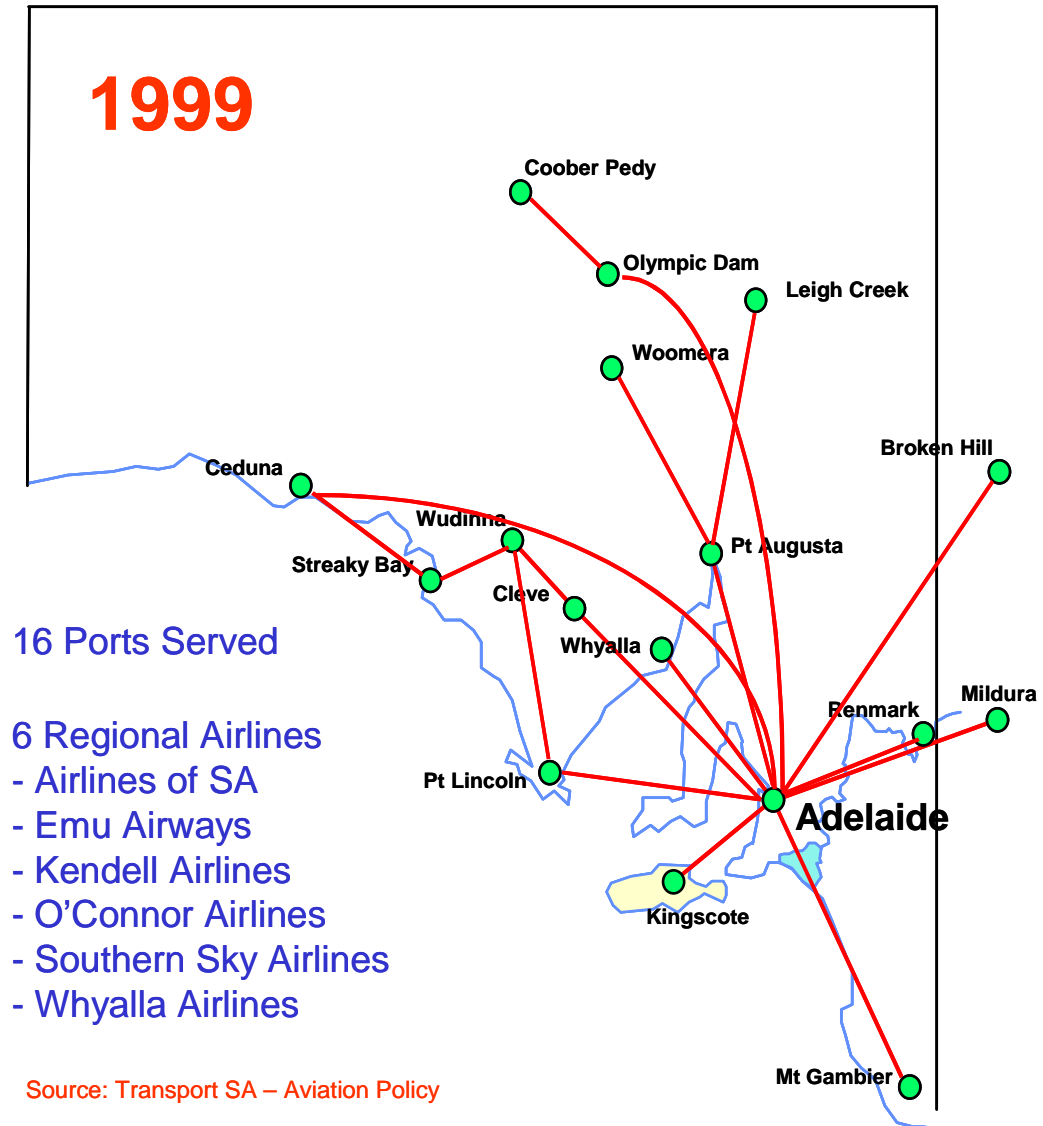 1999
Coober Pedy
Olympic Dam
Leigh Creek
Woomera
Broken Hill
Ceduna
Wudinna
Pt Augusta
Streaky Bay
Cleve
Whyalla
16 Ports Served
Mildura
Renmark
6 Regional Airlines
Pt Lincoln
- Airlines of SA
Adelaide
- Emu Airways
- Kendell Airlines
- O’Connor Airlines
Kingscote
- Southern Sky Airlines
- Whyalla Airlines
Mt Gambier
Source: Transport SA – Aviation Policy